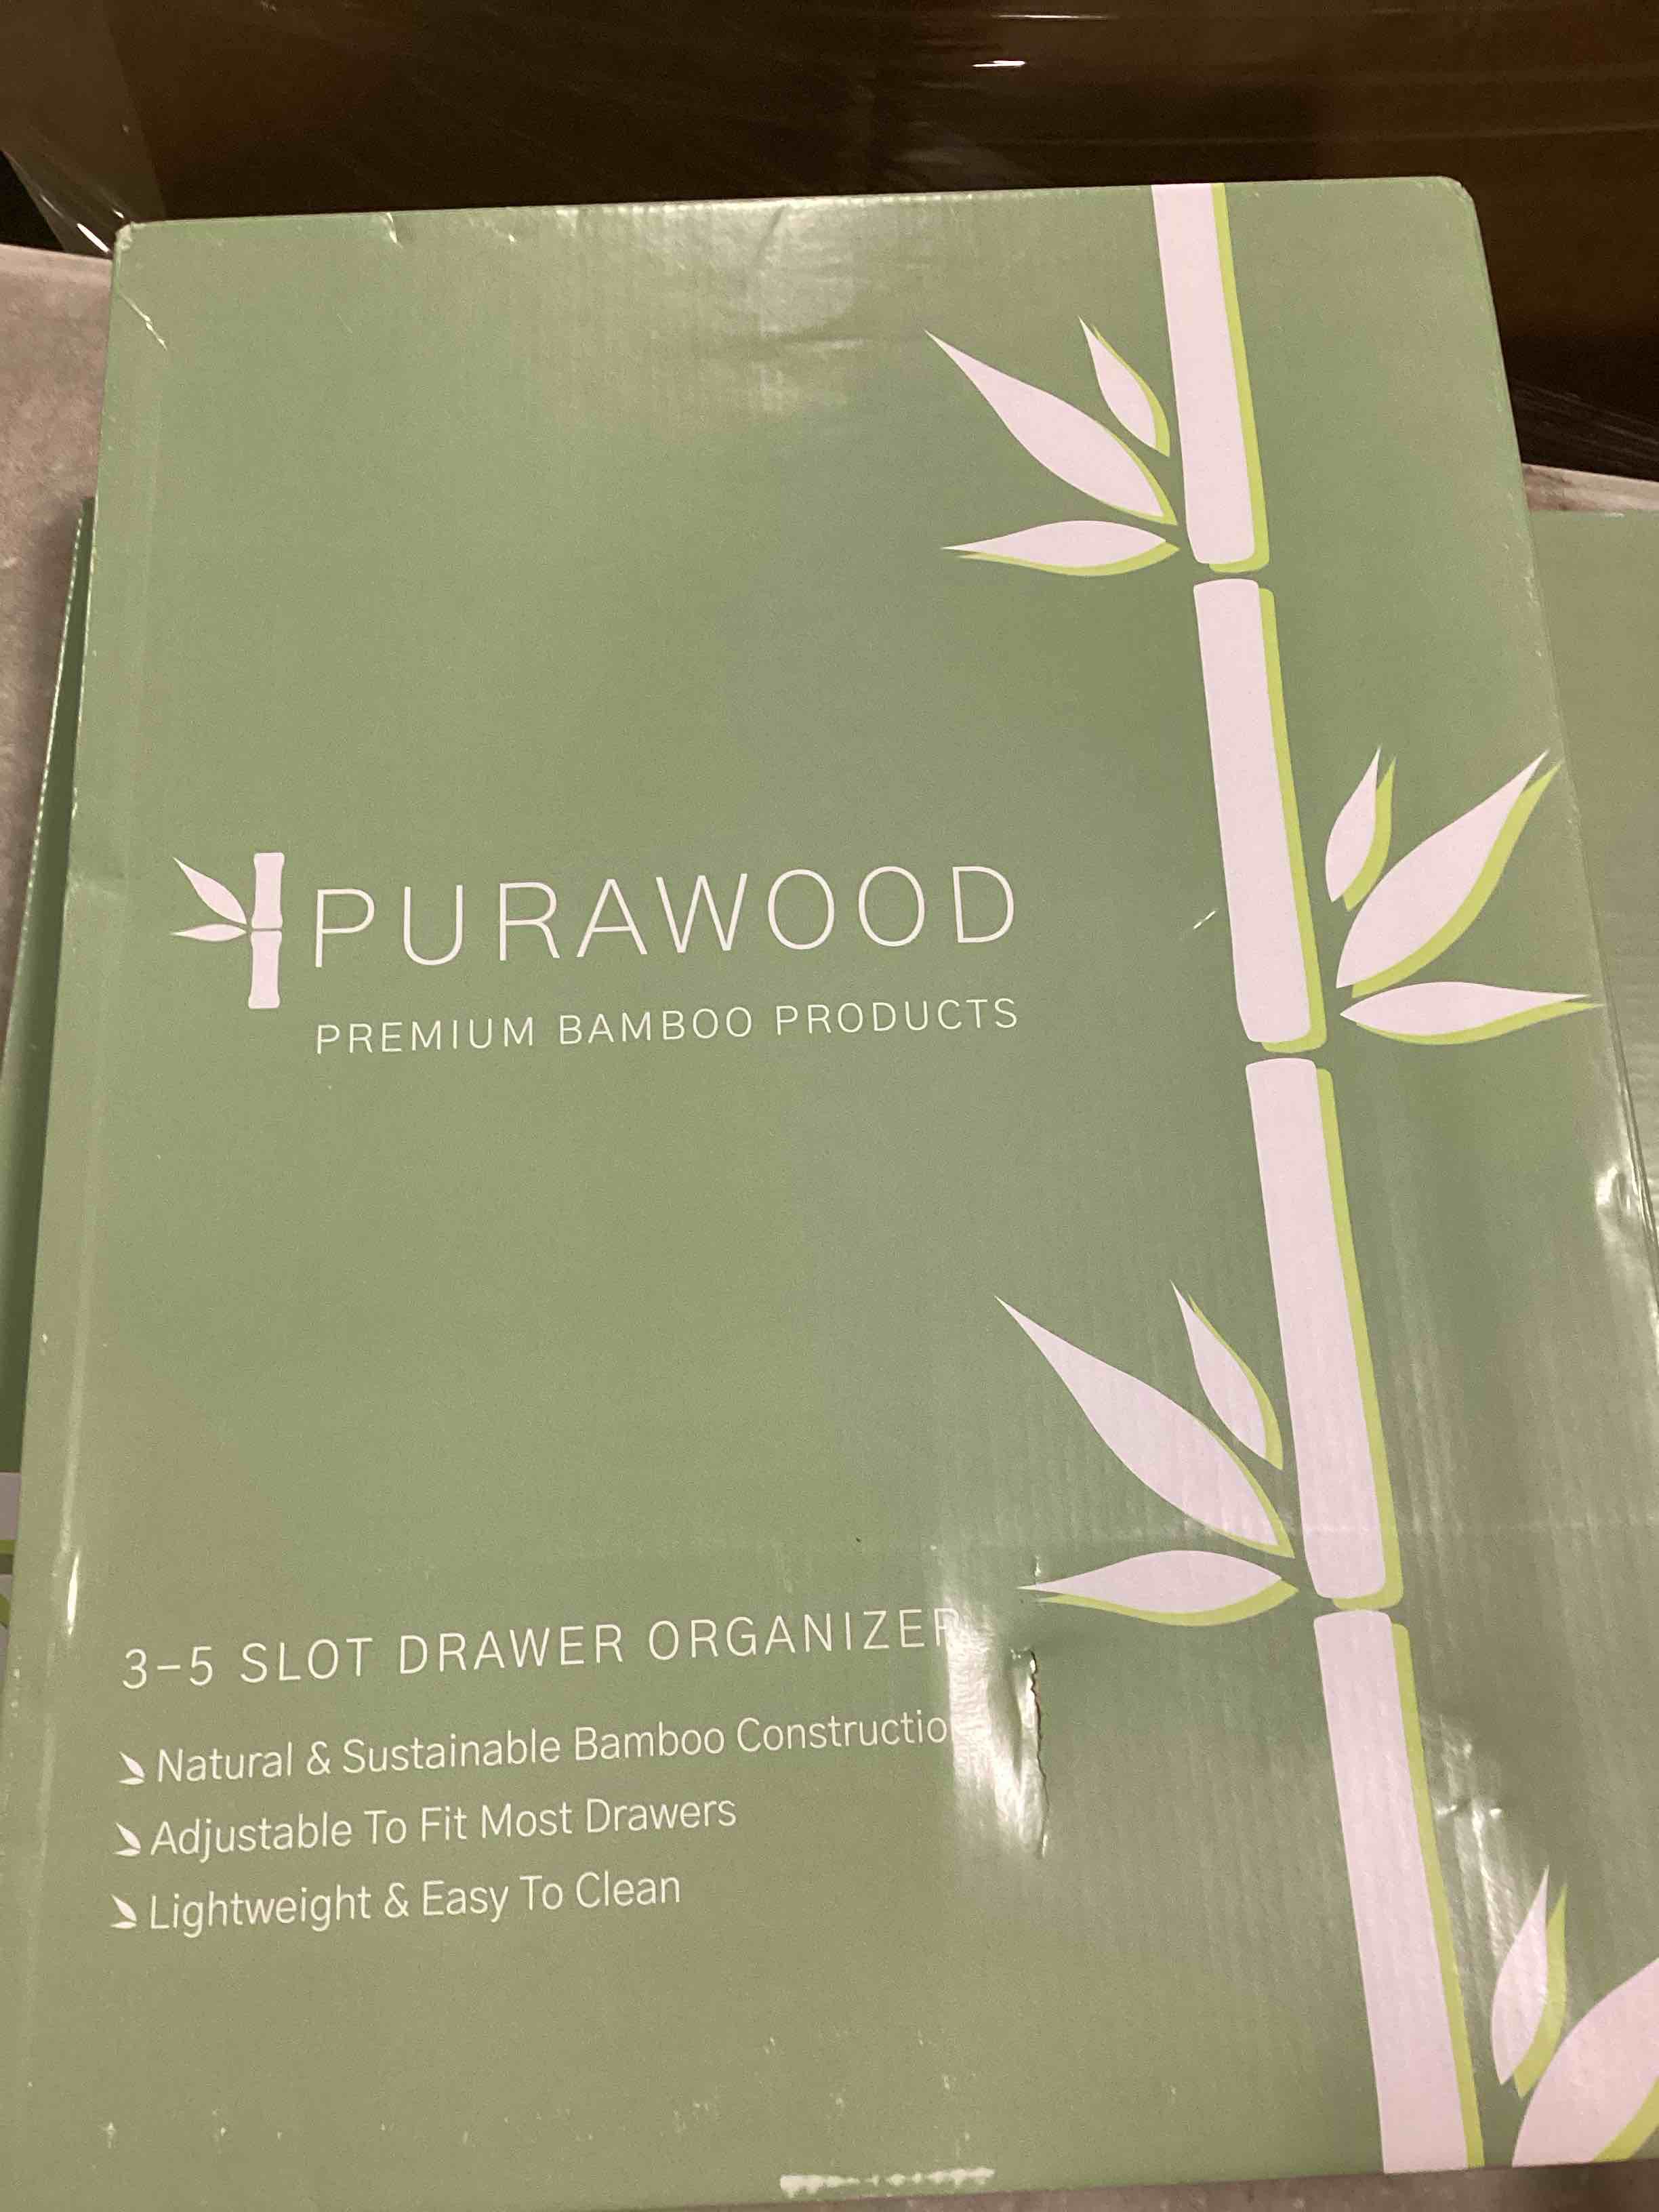 PURAWOOD
PREMIUM BAMBOO PRODUCTS
3-5 SLOT DRAWER ORGANIZER
Natural & Sustainable Bamboo Constructio
Adjustable To Fit Most Drawers
Lightweight & Easy To Clean